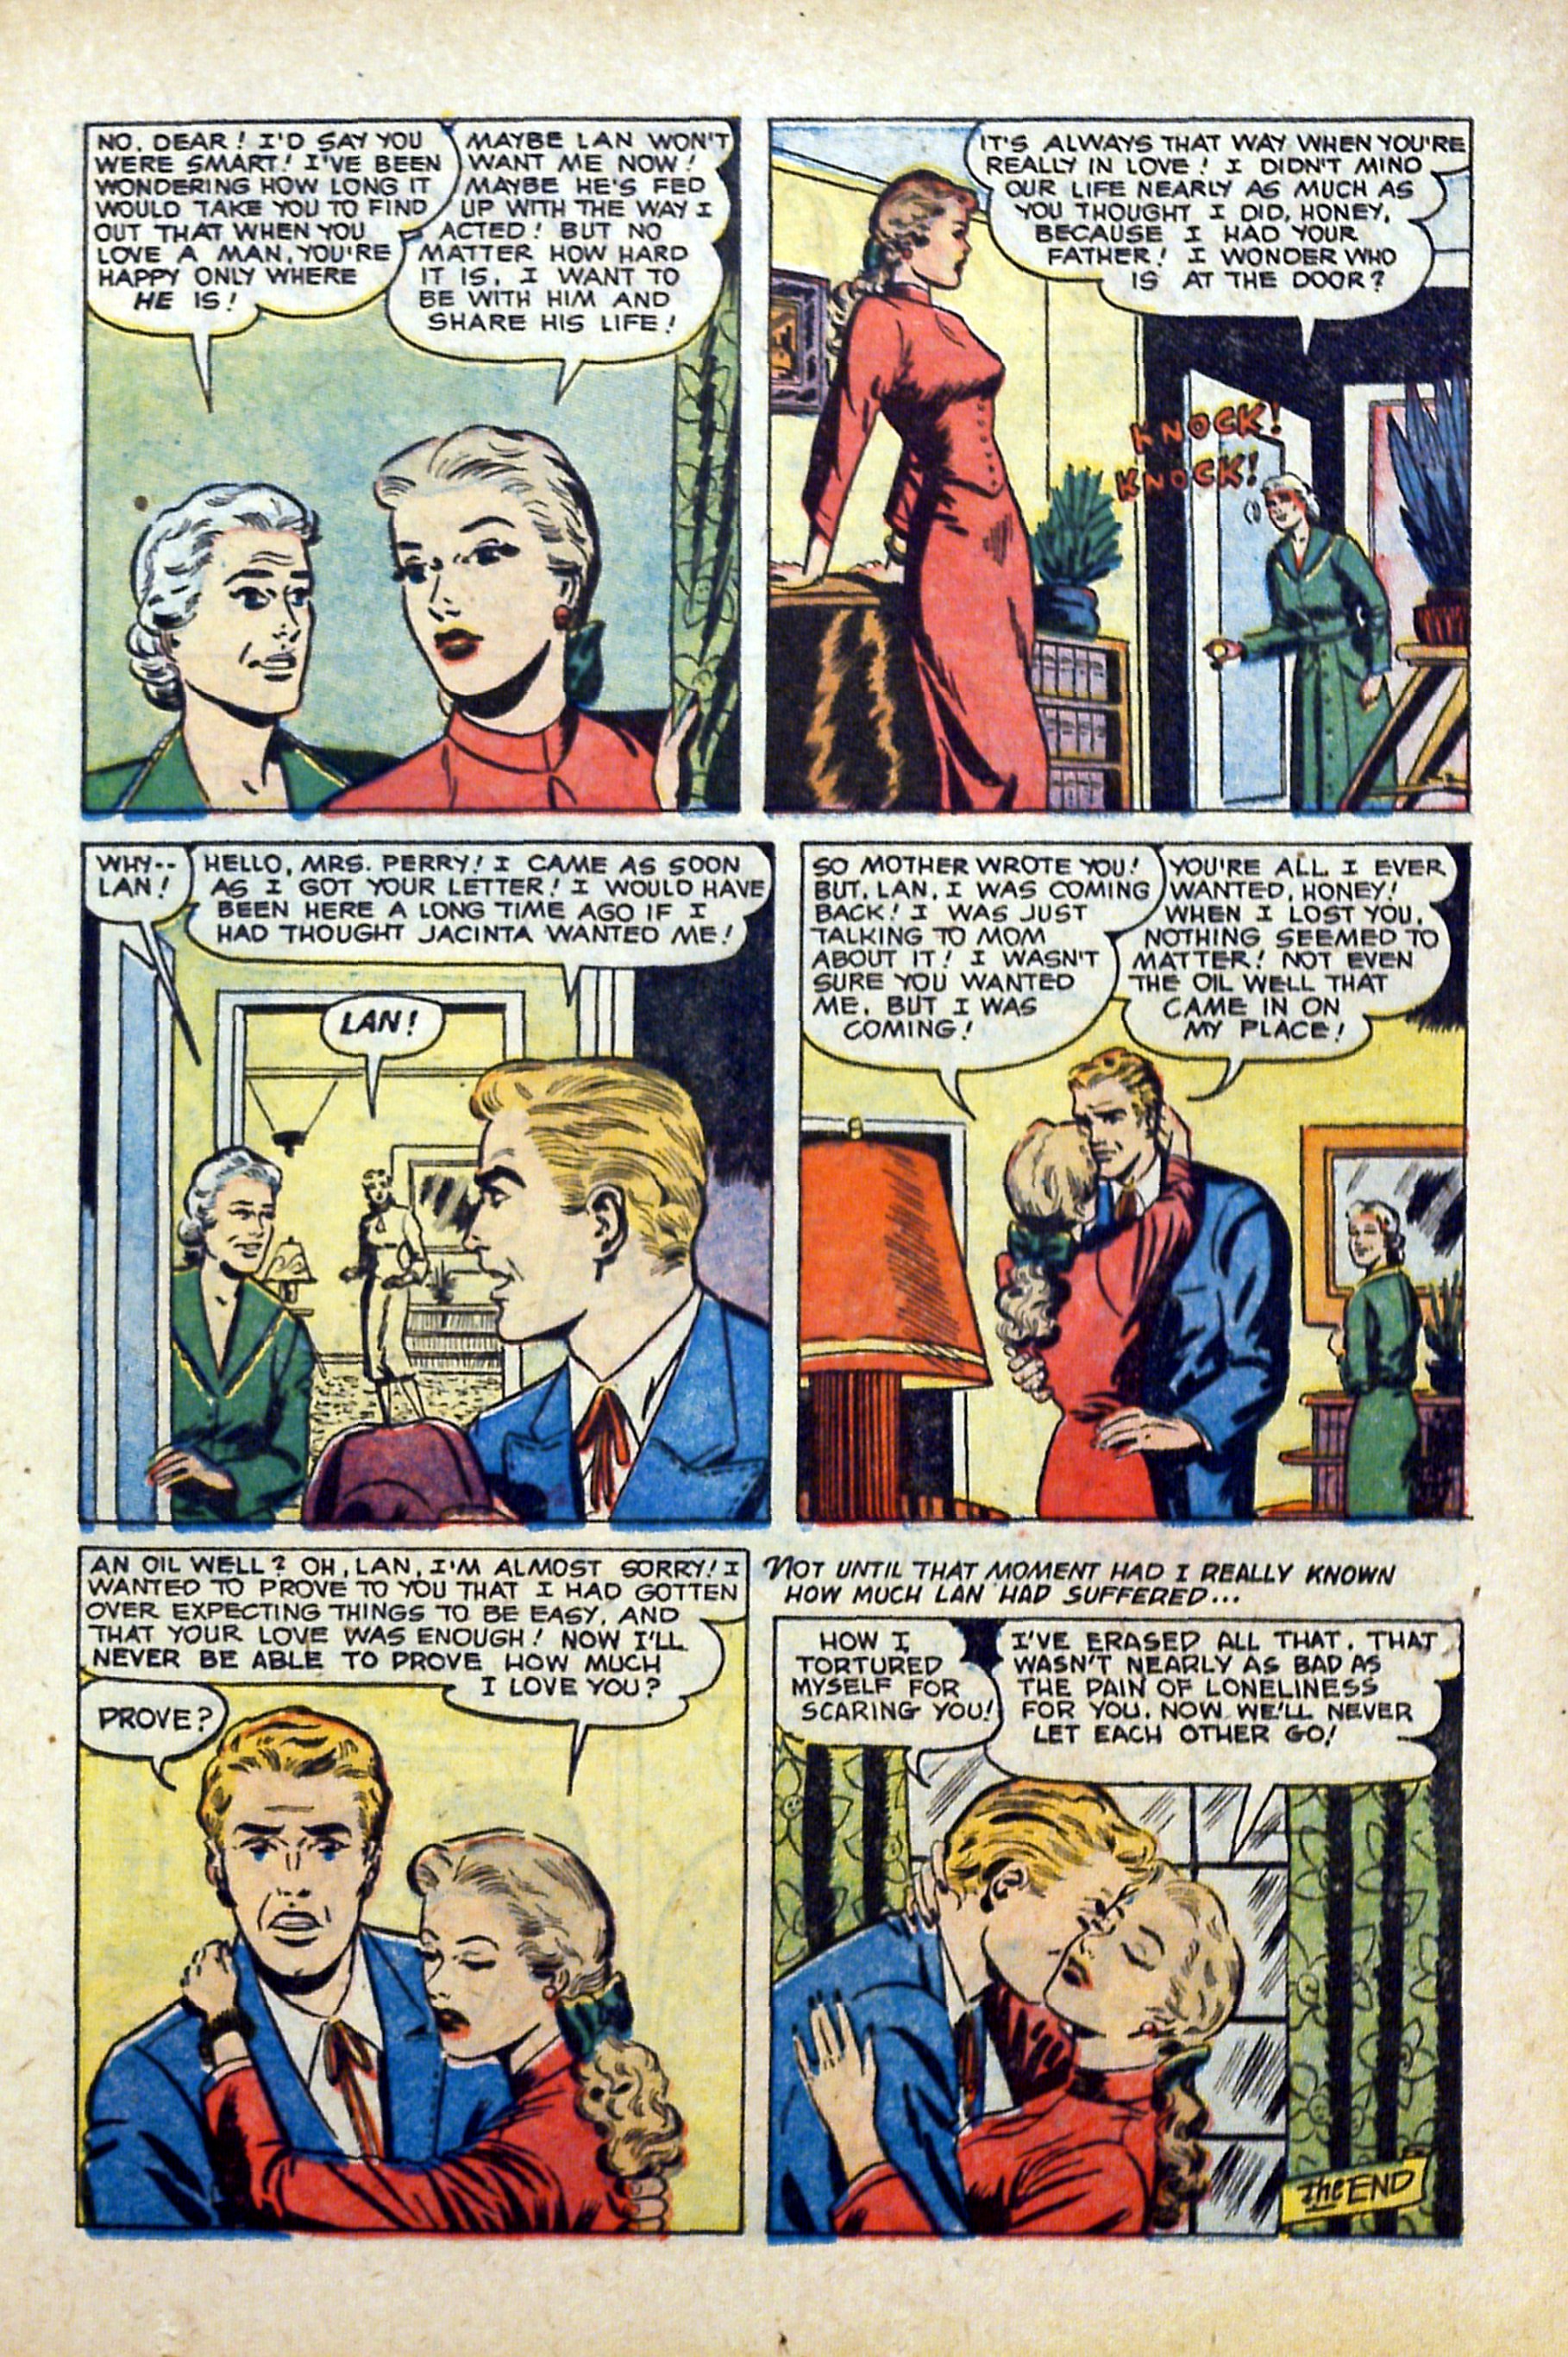 NO, DEAR! I'D SAY YOU
WERE SMART! I'VE BEEN
WONDERING HOW LONG IT
WOULD TAKE YOU TO FIND
OUT THAT WHEN YOU
LOVE A MAN, YOU'RE
HAPPY ONLY WHERE
HE IS!
MAYBE LAN WON'T
WANT ME NOW!
MAYBE HE'S FED
UP WITH THE WAY I
ACTED! BUT NO
MATTER HOW HARD
IT IS, I WANT TO
BE WITH HIM AND
SHARE HIS LIFE!
IT'S ALWAYS THAT WAY WHEN YOU'RE
REALLY IN LOVE! I DIDN'T MIND
OUR LIFE NEARLY AS MUCH AS
YOU THOUGHT I DID, HONEY,
BECAUSE I HAD YOUR
FATHER! I WONDER WHO
IS AT THE DOOR?
KNOCK!
KNOCK!
WHY--
LAN!
HELLO, MRS. PERRY! I CAME AS SOON
AS I GOT YOUR LETTER! I WOULD HAVE
BEEN HERE A LONG TIME AGO IF I
HAD THOUGHT JACINTA WANTED ME!
LAN!
SO MOTHER WROTE YOU!
BUT, LAN, I WAS COMING
BACK! I WAS JUST
TALKING TO MOM
ABOUT IT! I WASN'T
SURE YOU WANTED
ME, BUT I WAS
COMING!
YOU'RE ALL I EVER
WANTED, HONEY!
WHEN I LOST YOU,
NOTHING SEEMED TO
MATTER! NOT EVEN
THE OIL WELL THAT
CAME IN ON
MY PLACE!
AN OIL WELL? OH, LAN, I'M ALMOST SORRY! I
WANTED TO PROVE TO YOU THAT I HAD GOTTEN
OVER EXPECTING THINGS TO BE EASY, AND
THAT YOUR LOVE WAS ENOUGH! NOW I'LL
NEVER BE ABLE TO PROVE HOW MUCH
I LOVE YOU?
PROVE?
NOT UNTIL THAT MOMENT HAD I REALLY KNOWN
HOW MUCH LAN HAD SUFFERED...
HOW I
TORTURED
MYSELF FOR
SCARING YOU!
I'VE ERASED ALL THAT. THAT
WASN'T NEARLY AS BAD AS
THE PAIN OF LONELINESS
FOR YOU. NOW WE'LL NEVER
LET EACH OTHER GO!
The END